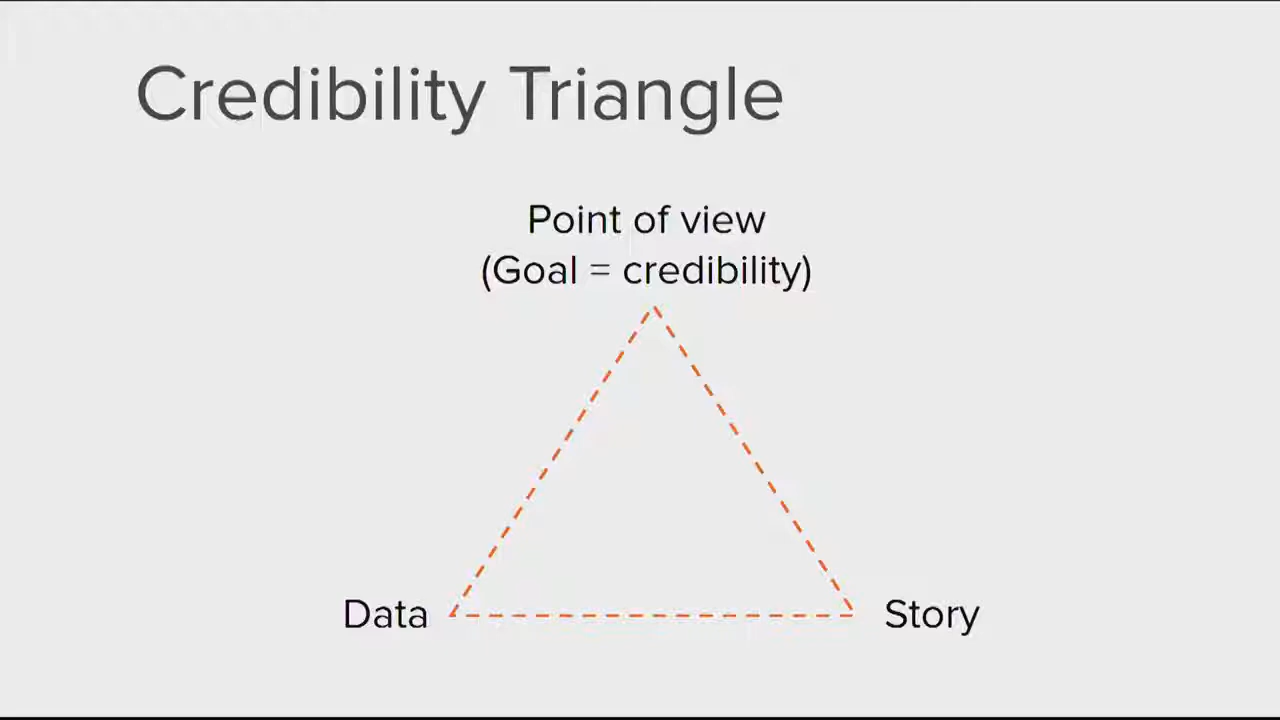 Credibility Triangle
Point of view
(Goal = credibility)
Data
Story